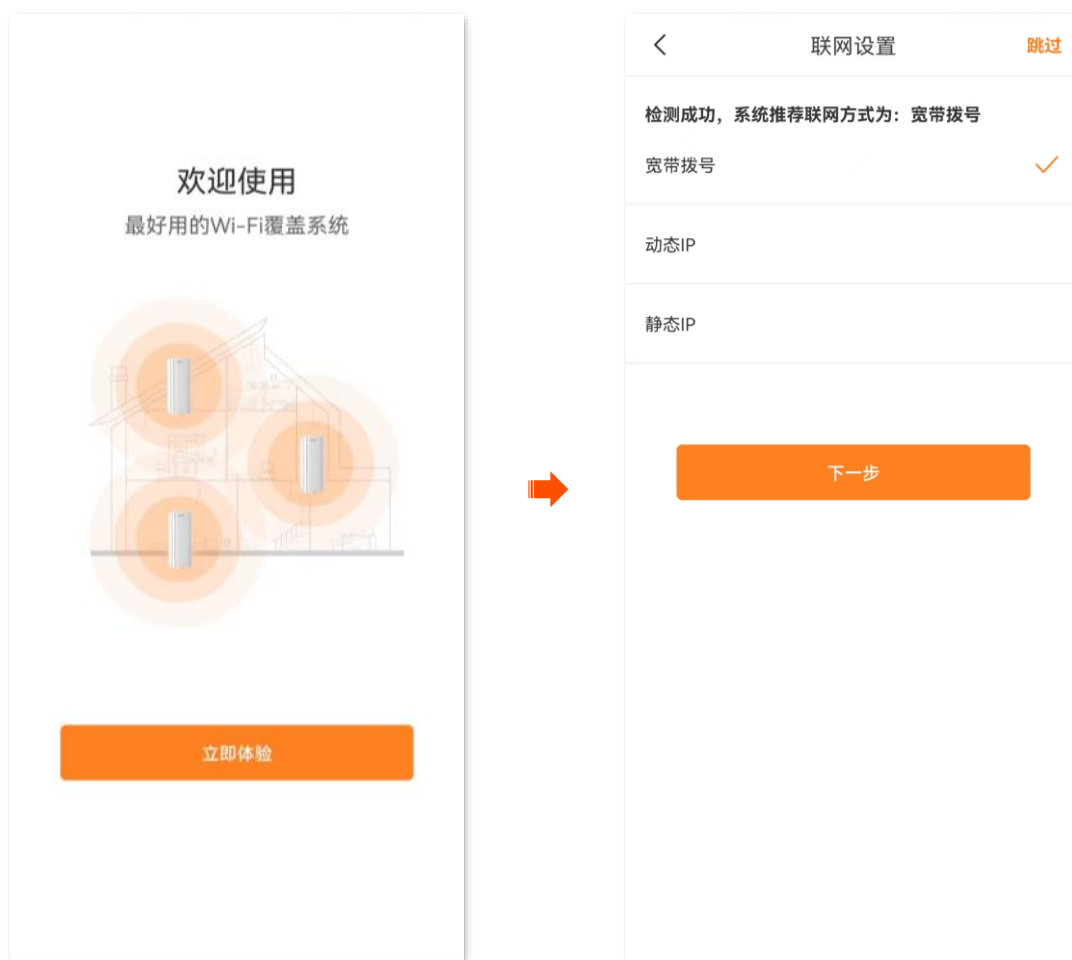 欢迎使用
最好用的Wi-Fi覆盖系统
立即体验
联网设置
跳过
检测成功，系统推荐联网方式为：宽带拨号
宽带拨号
动态IP
静态IP
下一步